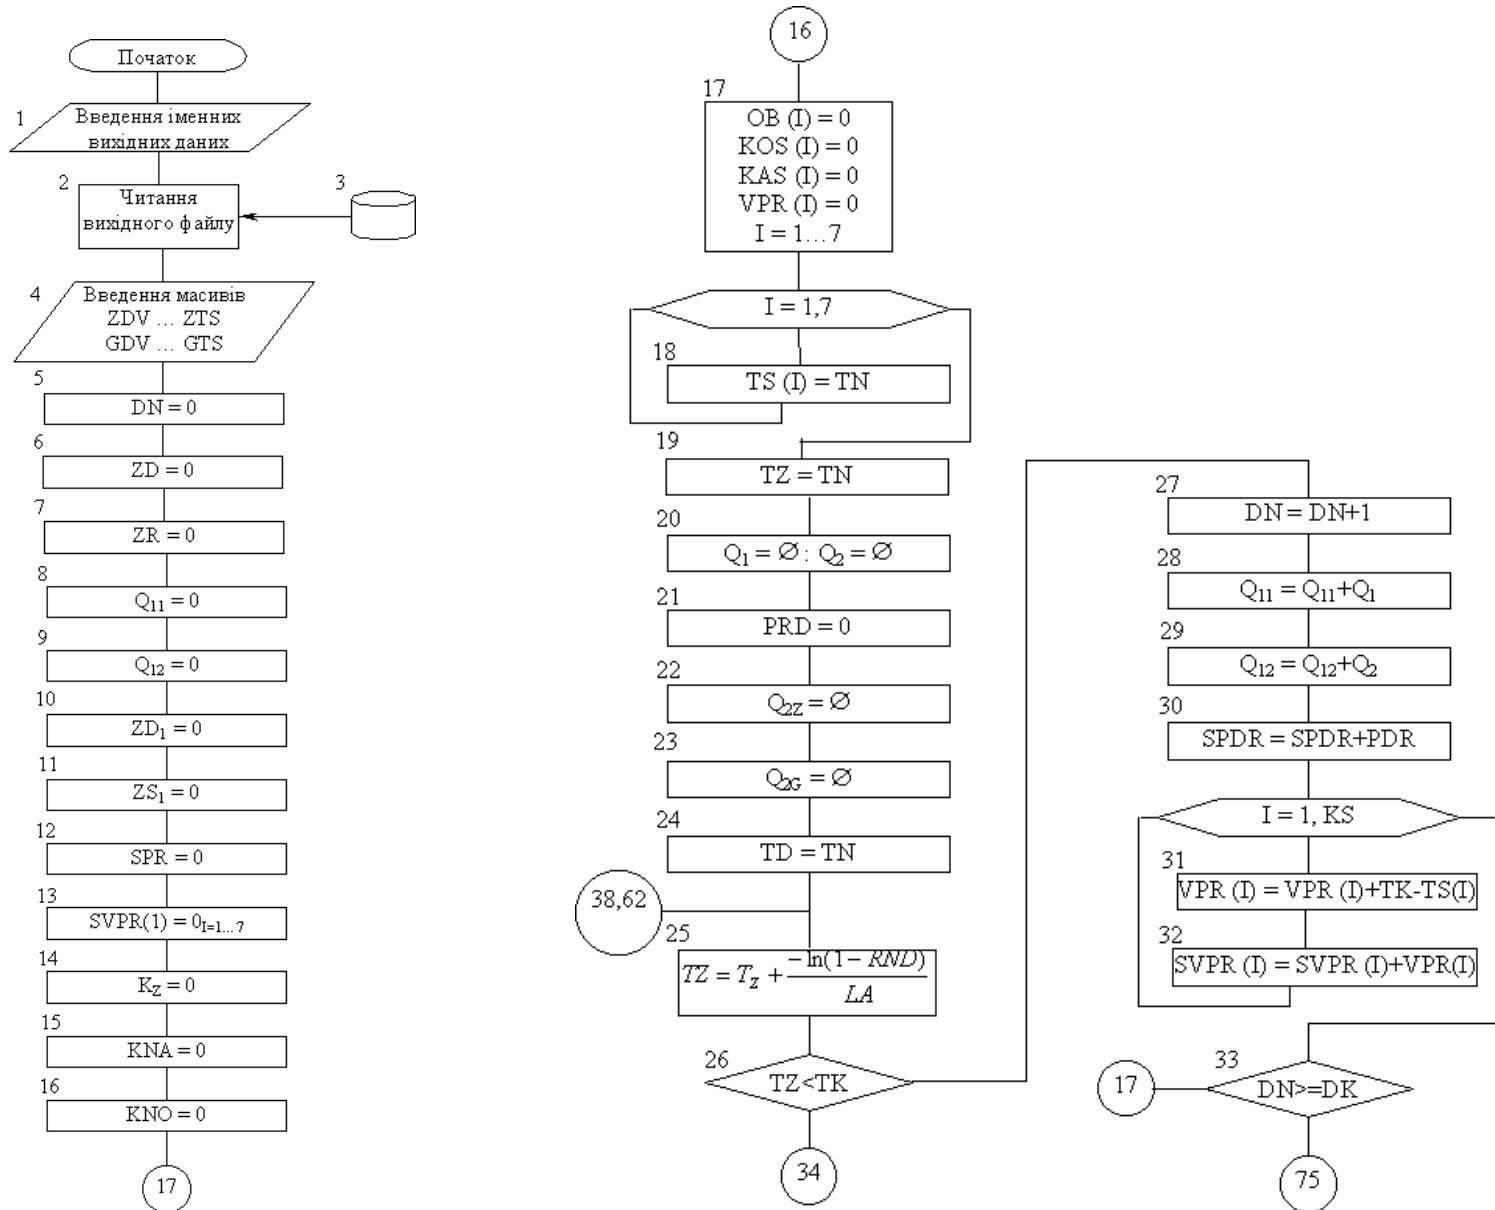 Початок
1
Введення іменних
вихідних даних
2
Читання
вихідного файлу
3
4
Введення масивів
ZDV ... ZTS
GDV ... GTS
5
DN = 0
6
ZD = 0
7
ZR = 0
8
Q₁₁ = 0
9
Q₁₂ = 0
10
ZD₁ = 0
11
ZS₁ = 0
12
SPR = 0
13
SVPR(1) = 0 I=1...7
14
K_Z = 0
15
KNA = 0
16
KNO = 0
17
16
17
OB (I) = 0
KOS (I) = 0
KAS (I) = 0
VPR (I) = 0
I = 1...7
I = 1,7
18
TS (I) = TN
19
TZ = TN
20
Q₁ = ∅ : Q₂ = ∅
21
PRD = 0
22
Q_2Z = ∅
23
Q_2G = ∅
24
TD = TN
38,62
25
TZ = T_Z + −ln(1 − RND) / LA
26
TZ<TK
34
27
DN = DN+1
28
Q₁₁ = Q₁₁+Q₁
29
Q₁₂ = Q₁₂+Q₂
30
SPDR = SPDR+PDR
I = 1, KS
31
VPR (I) = VPR (I)+TK-TS(I)
32
SVPR (I) = SVPR (I)+VPR(I)
33
DN>=DK
17
75